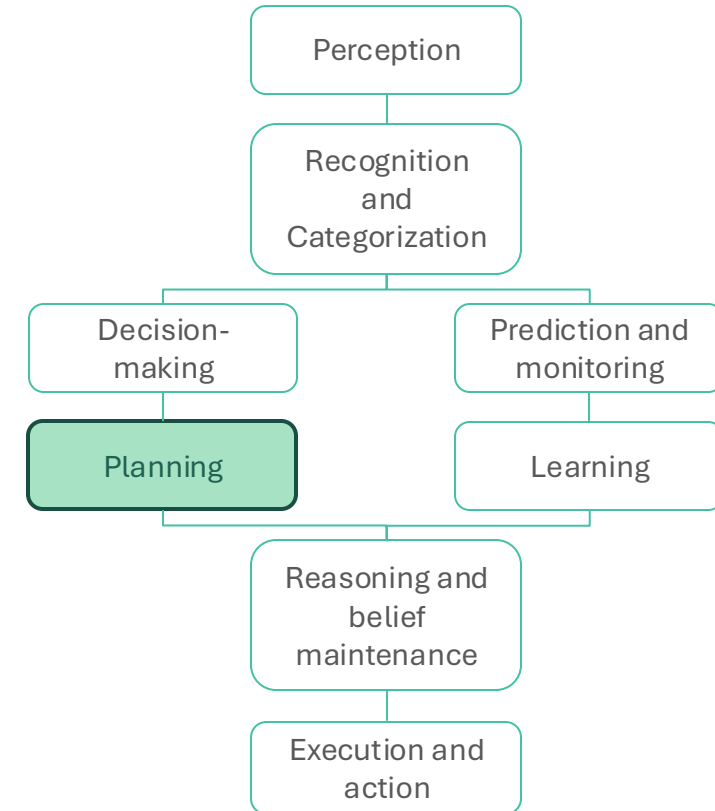 Perception
Recognition
and
Categorization
Decision-
making
Prediction and
monitoring
Planning
Learning
Reasoning and
belief
maintenance
Execution and
action